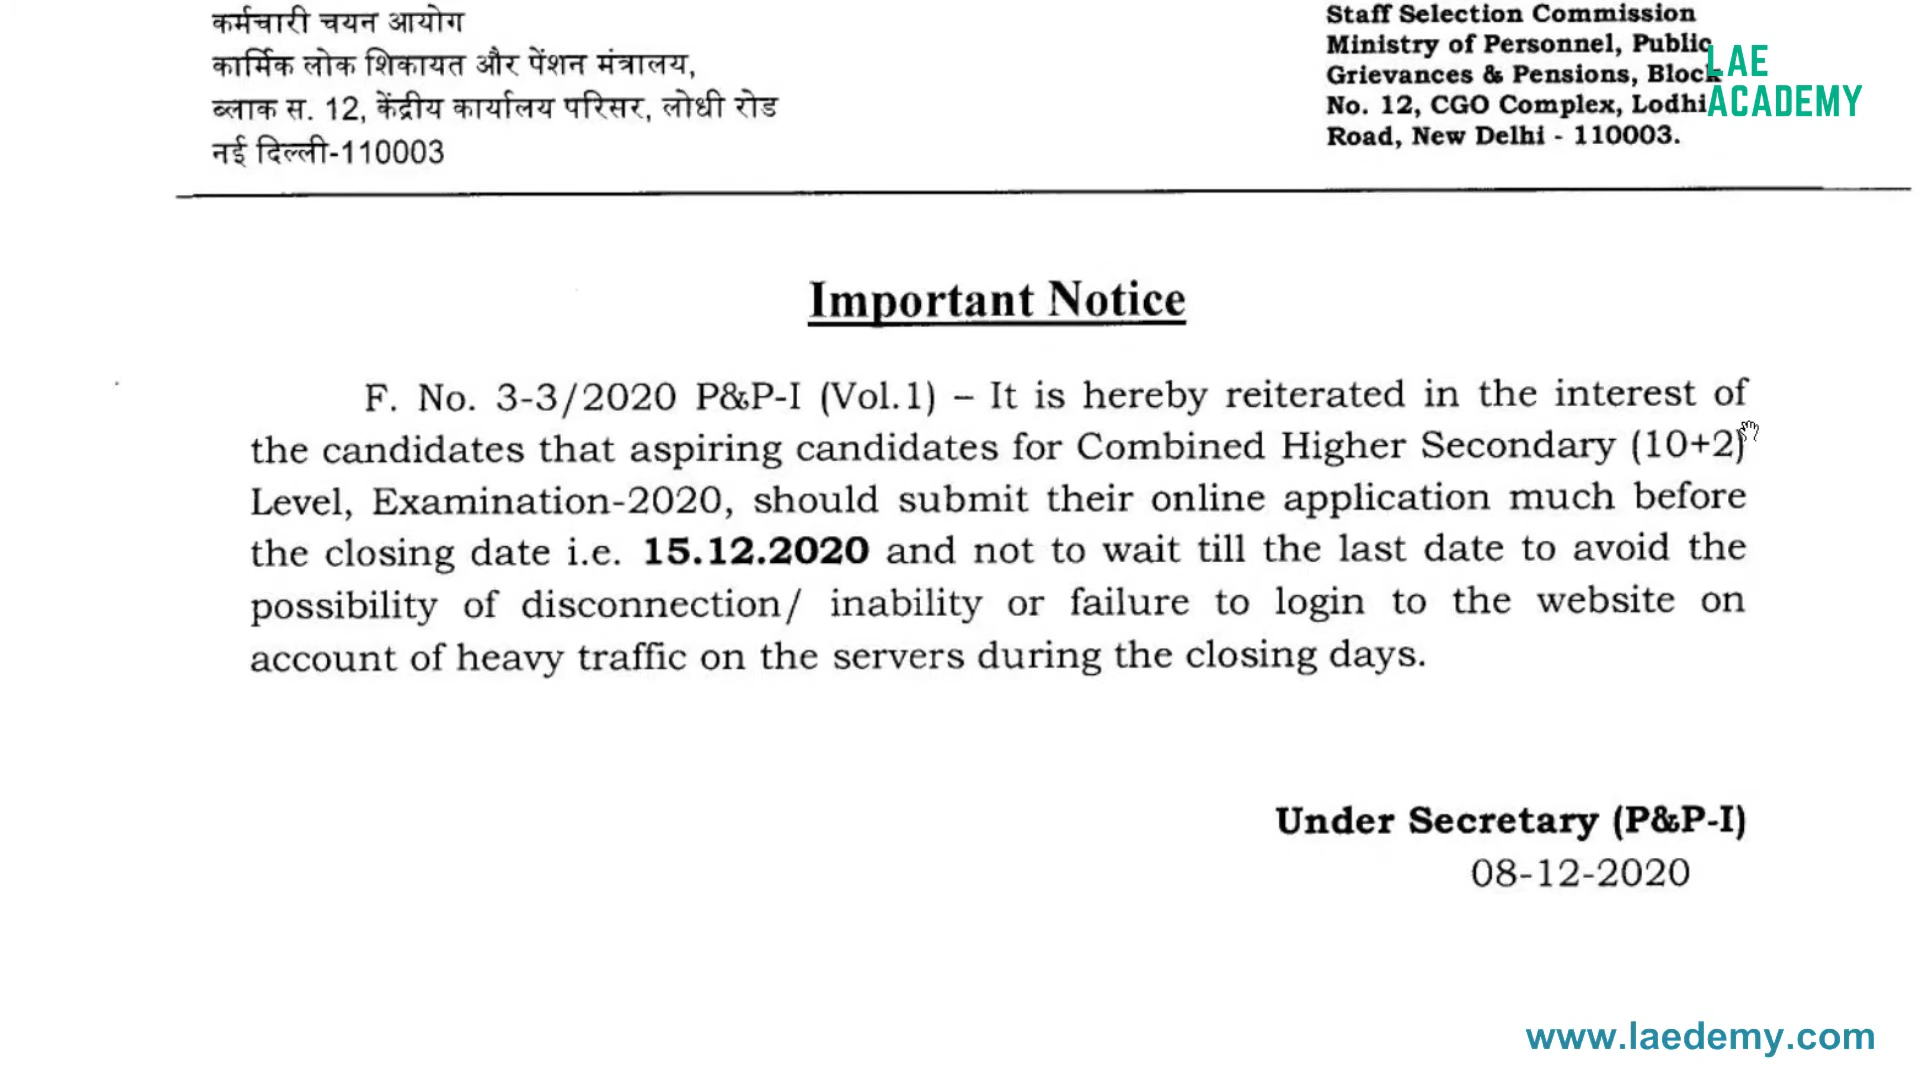 कर्मचारी चयन आयोग
कार्मिक लोक शिकायत और पेंशन मंत्रालय,
ब्लाक स. 12, केंद्रीय कार्यालय परिसर, लोधी रोड
नई दिल्ली-110003
Staff Selection Commission
Ministry of Personnel, Public
Grievances & Pensions, Block
No. 12, CGO Complex, Lodhi
Road, New Delhi - 110003.
LAE
ACADEMY
Important Notice
F. No. 3-3/2020 P&P-I (Vol.1) – It is hereby reiterated in the interest of
the candidates that aspiring candidates for Combined Higher Secondary (10+2)
Level, Examination-2020, should submit their online application much before
the closing date i.e. 15.12.2020 and not to wait till the last date to avoid the
possibility of disconnection/ inability or failure to login to the website on
account of heavy traffic on the servers during the closing days.
Under Secretary (P&P-I)
08-12-2020
www.laedemy.com